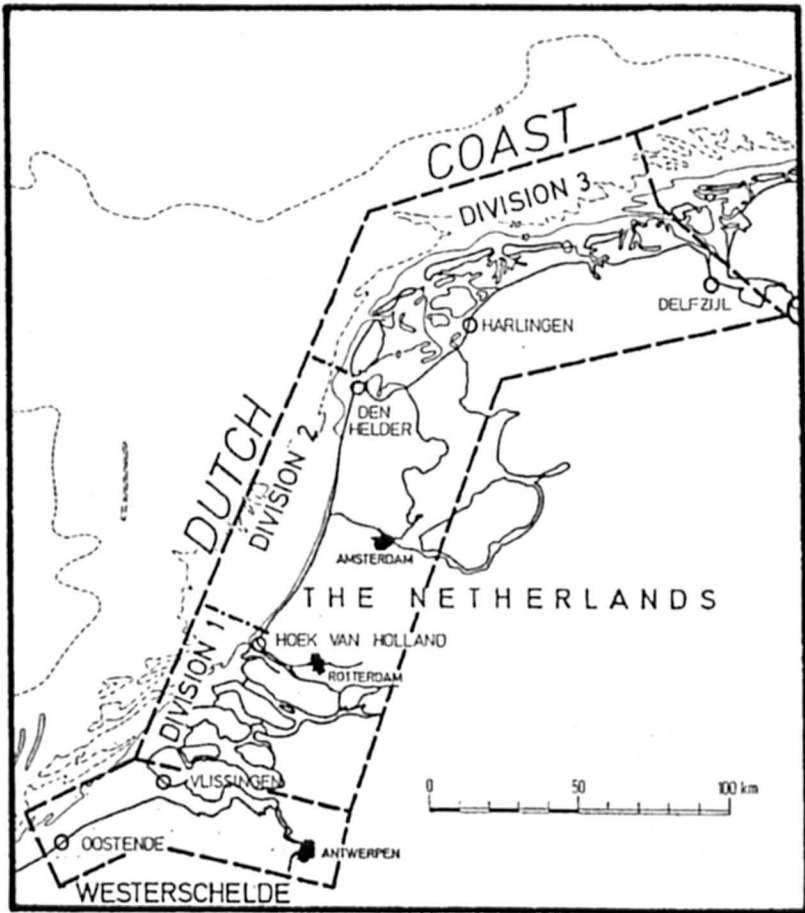 COAST
DIVISION 3
DELFZIJL
HARLINGEN
DEN
HELDER
DUTCH
DIVISION 2
AMSTERDAM
THE NETHERLANDS
HOEK VAN HOLLAND
ROTTERDAM
DIVISION 1
VLISSINGEN
0 50 100 km
OOSTENDE
ANTWERPEN
WESTERSCHELDE